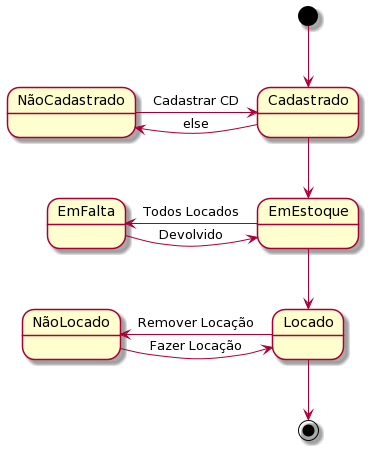 NãoCadastrado
Cadastrar CD
else
Cadastrado
EmFalta
Todos Locados
Devolvido
EmEstoque
NãoLocado
Remover Locação
Fazer Locação
Locado